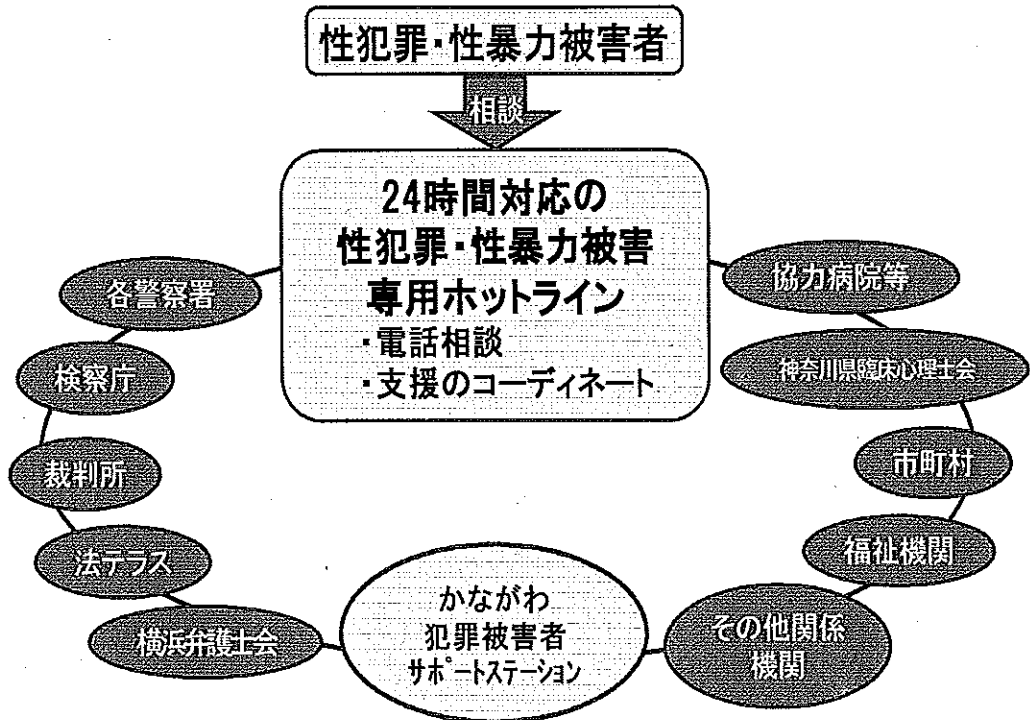 性犯罪・性暴力被害者
相談
24時間対応の
性犯罪・性暴力被害
専用ホットライン
・電話相談
・支援のコーディネート
各警察署
検察庁
裁判所
法テラス
横浜弁護士会
かながわ
犯罪被害者
サポートステーション
協力病院等
神奈川県臨床心理士会
市町村
福祉機関
その他関係
機関